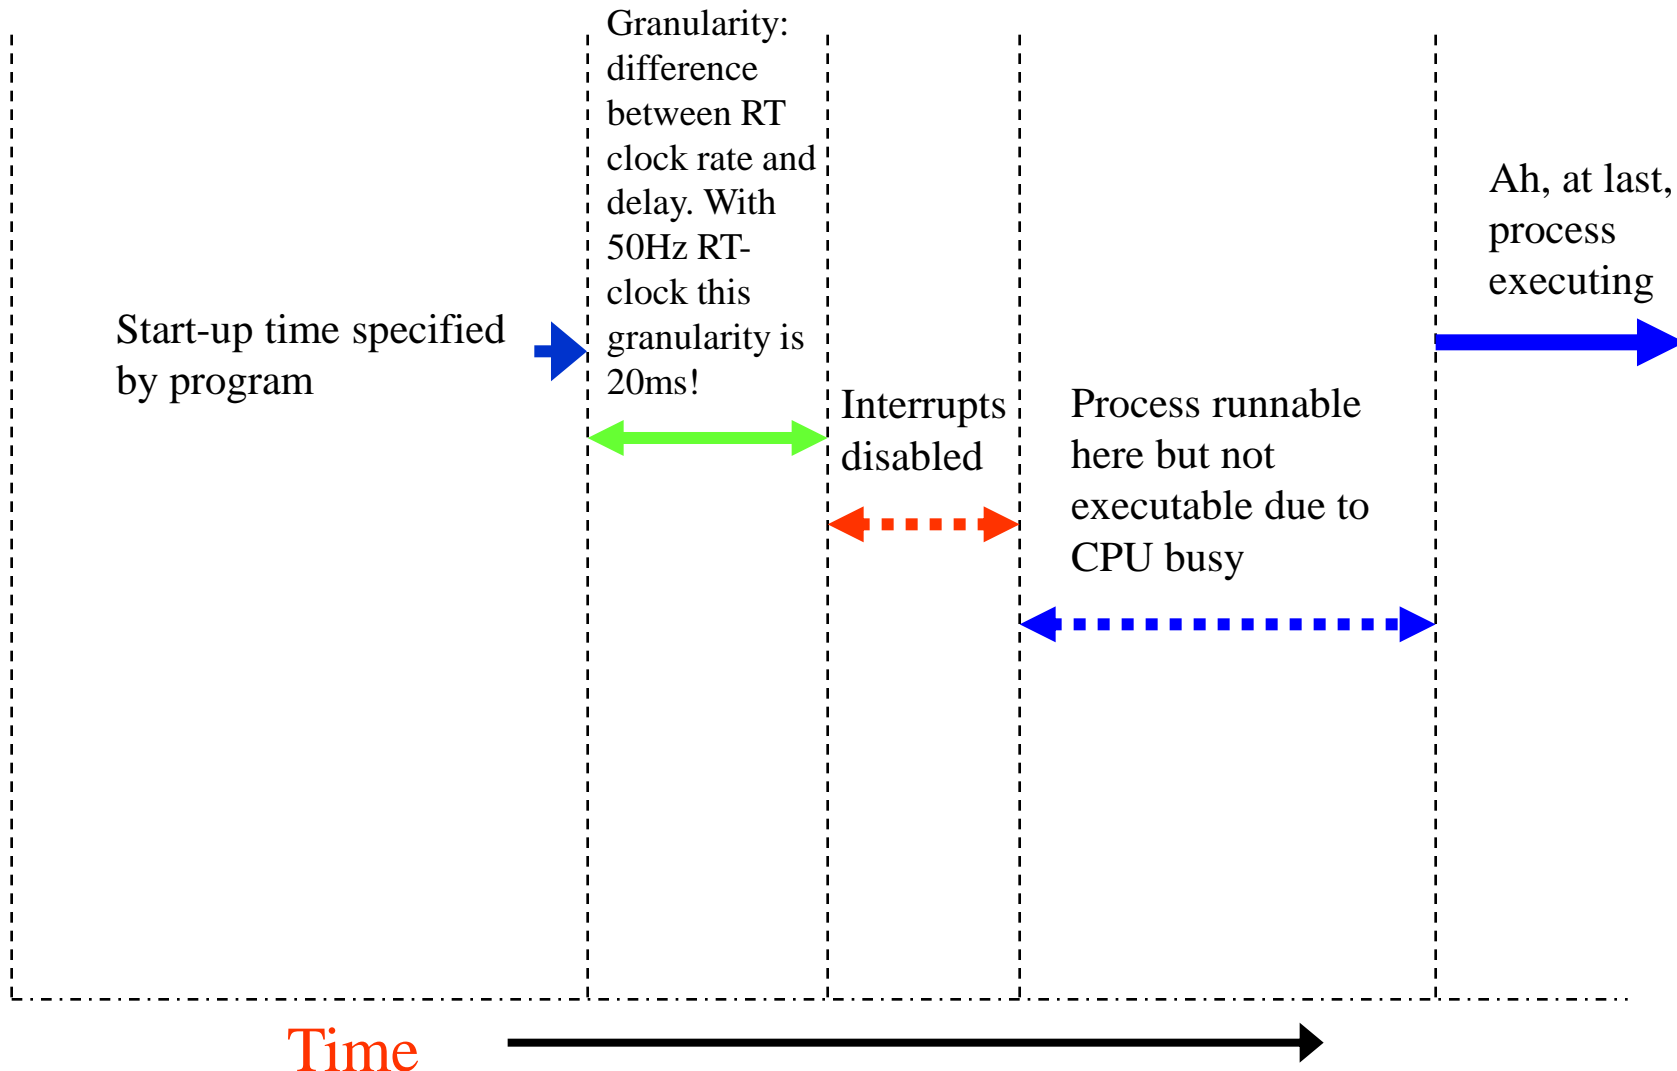 Start-up time specified
by program
Granularity:
difference
between RT
clock rate and
delay. With
50Hz RT-
clock this
granularity is
20ms!
Interrupts
disabled
Process runnable
here but not
executable due to
CPU busy
Ah, at last,
process
executing
Time